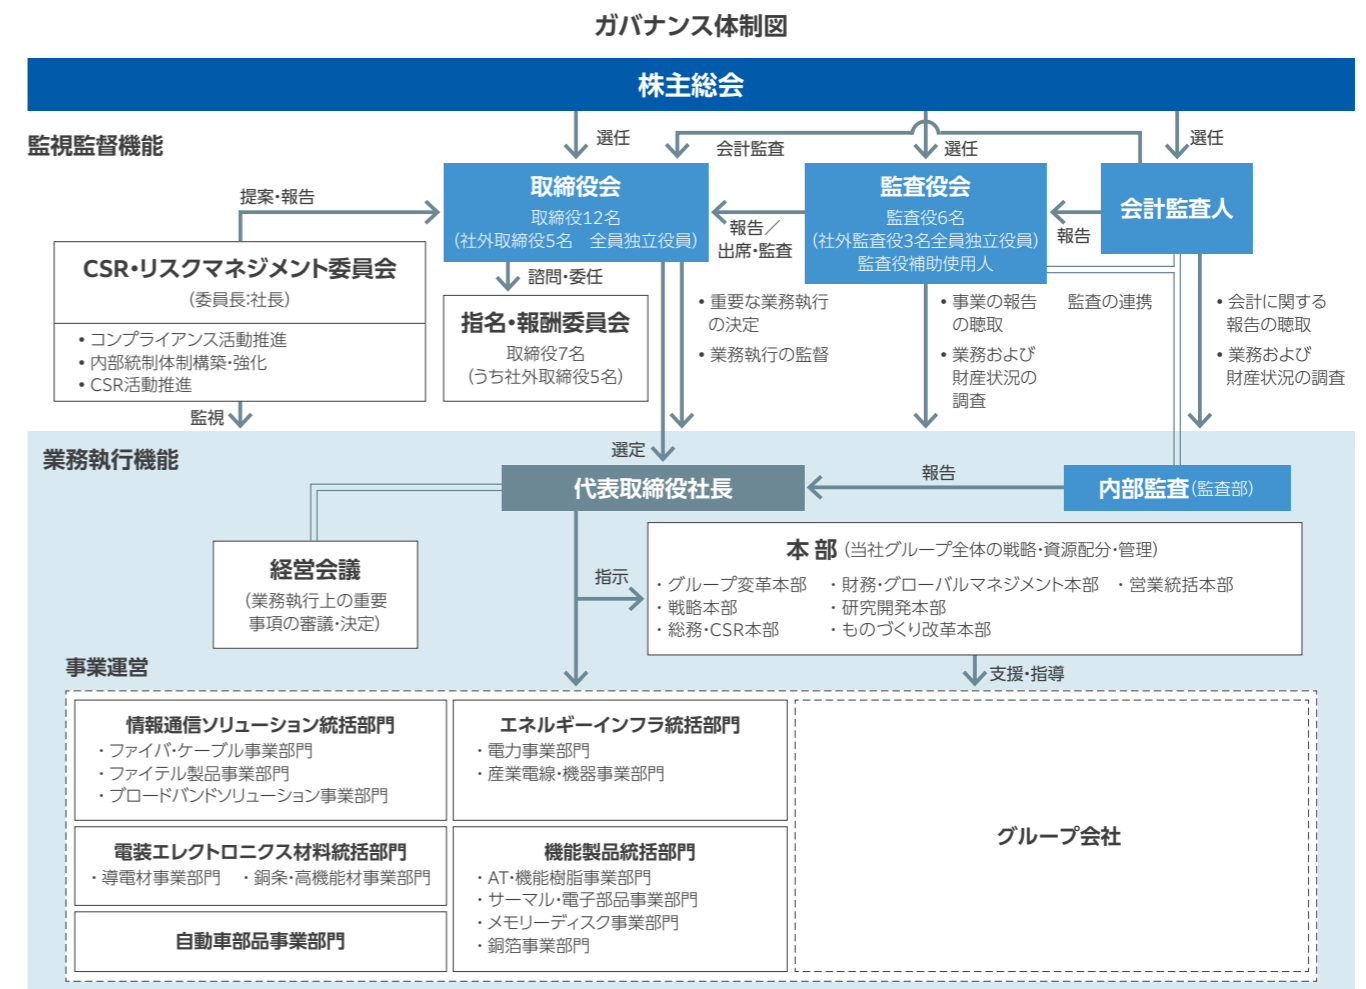 ガバナンス体制図
株主総会
監視監督機能
選任
会計監査
選任
選任
取締役会
取締役12名
(社外取締役5名 全員独立役員)
監査役会
監査役6名
(社外監査役3名全員独立役員)
監査役補助使用人
会計監査人
提案・報告
報告/
出席・監査
報告
CSR・リスクマネジメント委員会
(委員長:社長)
• コンプライアンス活動推進
• 内部統制体制構築・強化
• CSR活動推進
諮問・委任
指名・報酬委員会
取締役7名
(うち社外取締役5名)
• 重要な業務執行
の決定
• 業務執行の監督
• 事業の報告
の聴取
• 業務および
財産状況の
調査
監査の連携
• 会計に関する
報告の聴取
• 業務および
財産状況の調査
監視
選定
業務執行機能
代表取締役社長
報告
内部監査(監査部)
経営会議
(業務執行上の重要
事項の審議・決定)
指示
本部 (当社グループ全体の戦略・資源配分・管理)
・グループ変革本部 ・財務・グローバルマネジメント本部 ・営業統括本部
・戦略本部 ・研究開発本部
・総務・CSR本部 ・ものづくり改革本部
事業運営
支援・指導
情報通信ソリューション統括部門
・ファイバ・ケーブル事業部門
・ファイテル製品事業部門
・ブロードバンドソリューション事業部門
エネルギーインフラ統括部門
・電力事業部門
・産業電線・機器事業部門
電装エレクトロニクス材料統括部門
・導電材事業部門 ・銅条・高機能材事業部門
自動車部品事業部門
機能製品統括部門
・AT・機能樹脂事業部門
・サーマル・電子部品事業部門
・メモリーディスク事業部門
・銅箔事業部門
グループ会社